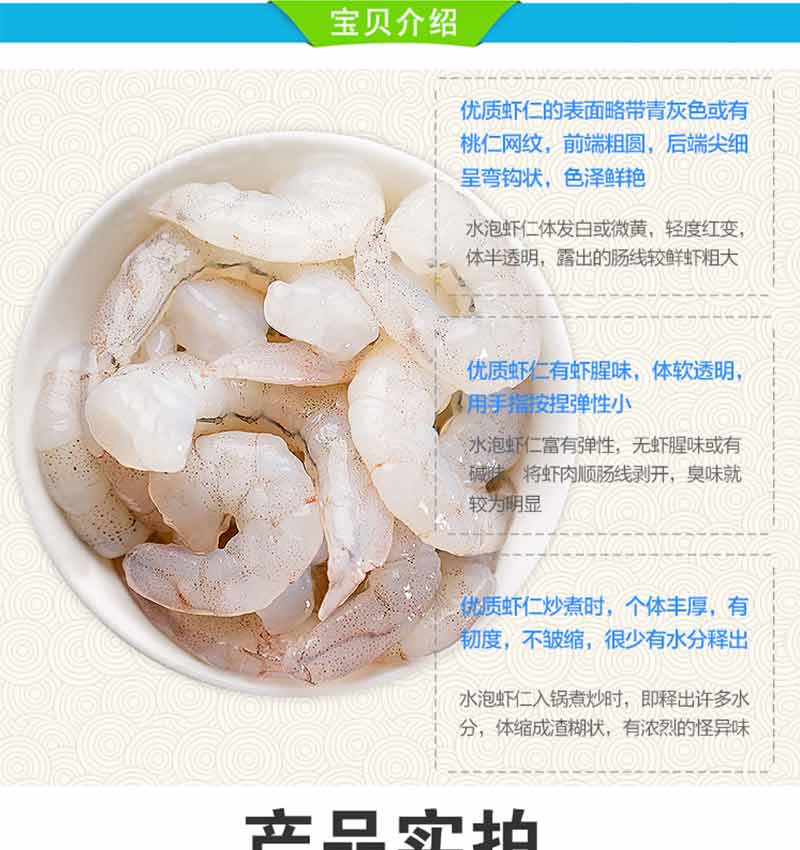 宝贝介绍
优质虾仁的表面略带青灰色或有
桃仁网纹，前端粗圆，后端尖细
呈弯钩状，色泽鲜艳
水泡虾仁体发白或微黄，轻度红变，
体半透明，露出的肠线较鲜虾粗大
优质虾仁有虾腥味，体软透明，
用手指按捏弹性小
水泡虾仁富有弹性，无虾腥味或有
碱味，将虾肉顺肠线剥开，臭味就
较为明显
优质虾仁炒煮时，个体丰厚，有
韧度，不皱缩，很少有水分释出
水泡虾仁入锅煮炒时，即释出许多水
分，体缩成渣糊状，有浓烈的怪异味
产品实拍